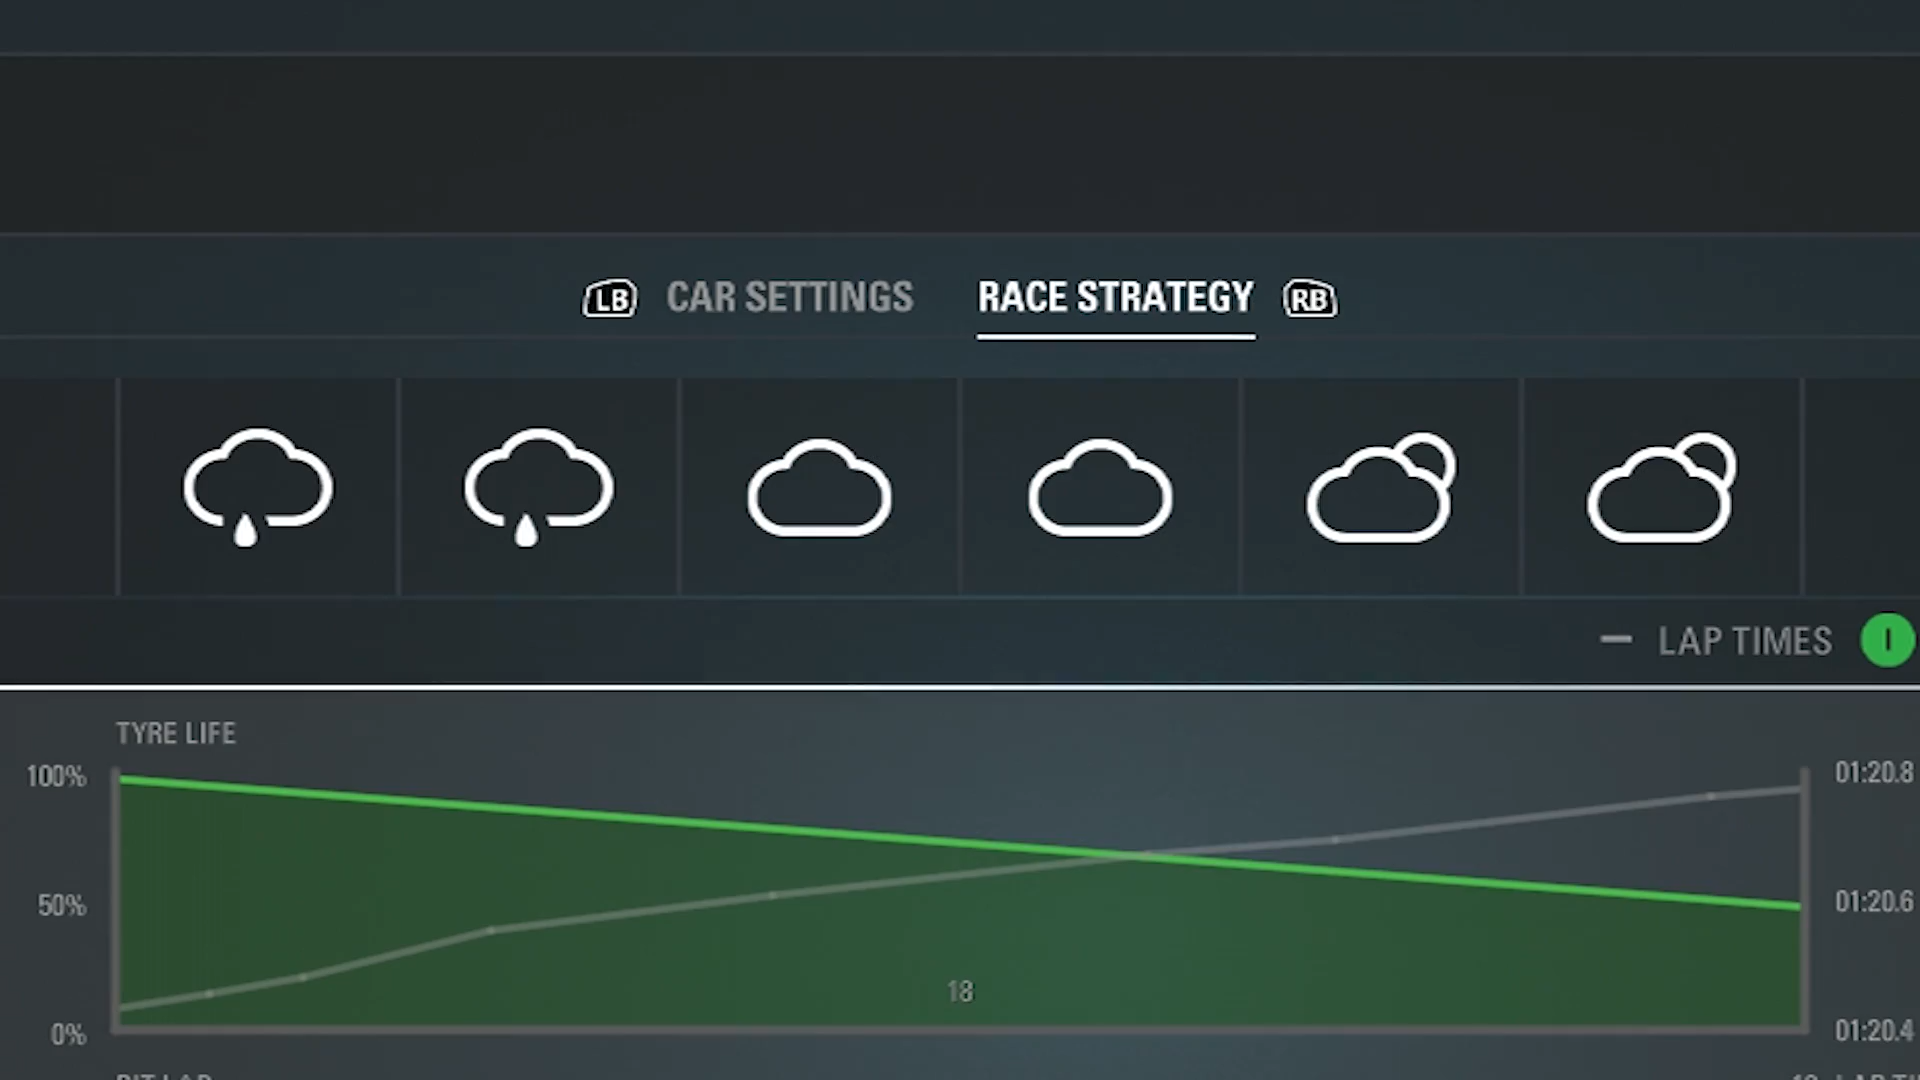 LB CAR SETTINGS RACE STRATEGY RB
LAP TIMES I
TYRE LIFE
100% 01:20.8
50% 01:20.6
18
0% 01:20.4